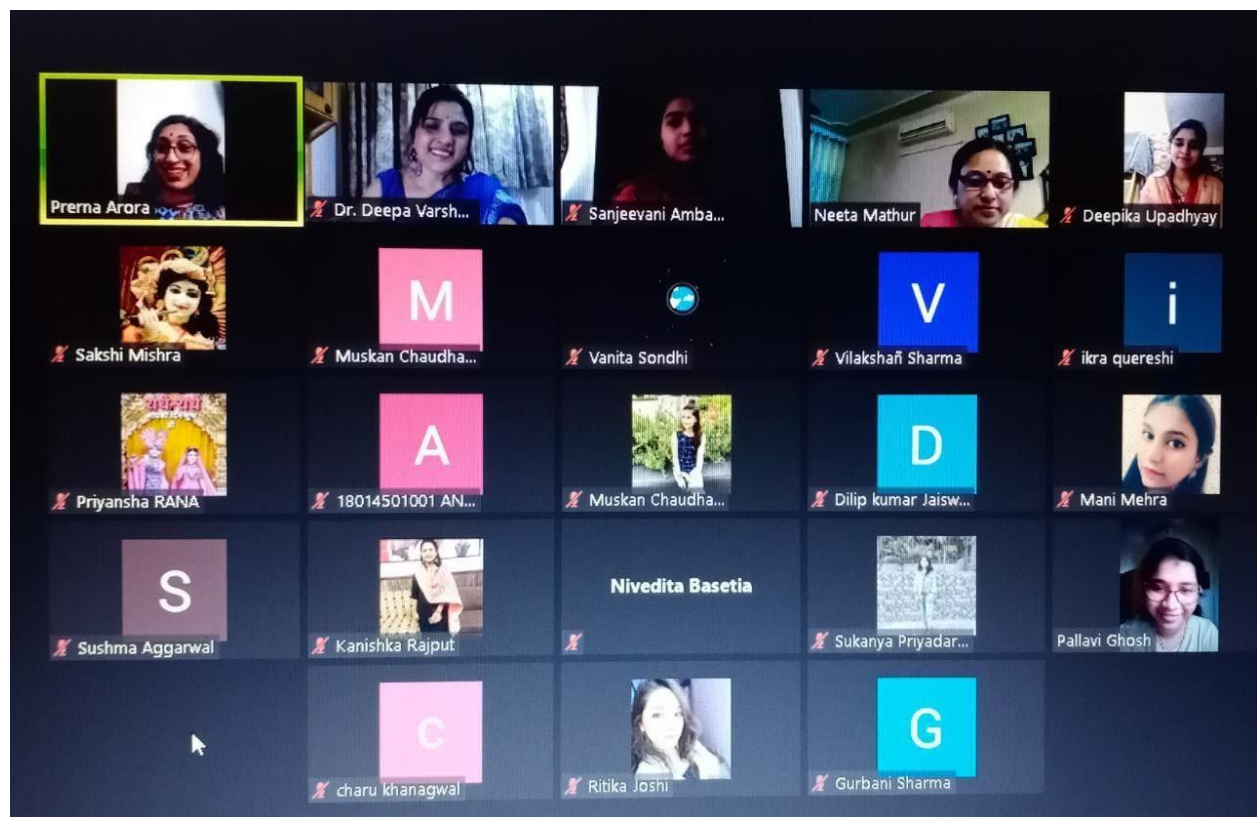 Prerna Arora
Dr. Deepa Varsh...
Sanjeevani Amba...
Neeta Mathur
Deepika Upadhyay
Sakshi Mishra
M
Muskan Chaudha...
Vanita Sondhi
V
Vilakshañ Sharma
i
ikra quereshi
राधे-राधे
Priyansha RANA
A
18014501001 AN...
Muskan Chaudha...
D
Dilip kumar Jaisw...
Mani Mehra
S
Sushma Aggarwal
Kanishka Rajput
Nivedita Basetia
Sukanya Priyadar...
Pallavi Ghosh
C
charu khanagwal
Ritika Joshi
G
Gurbani Sharma